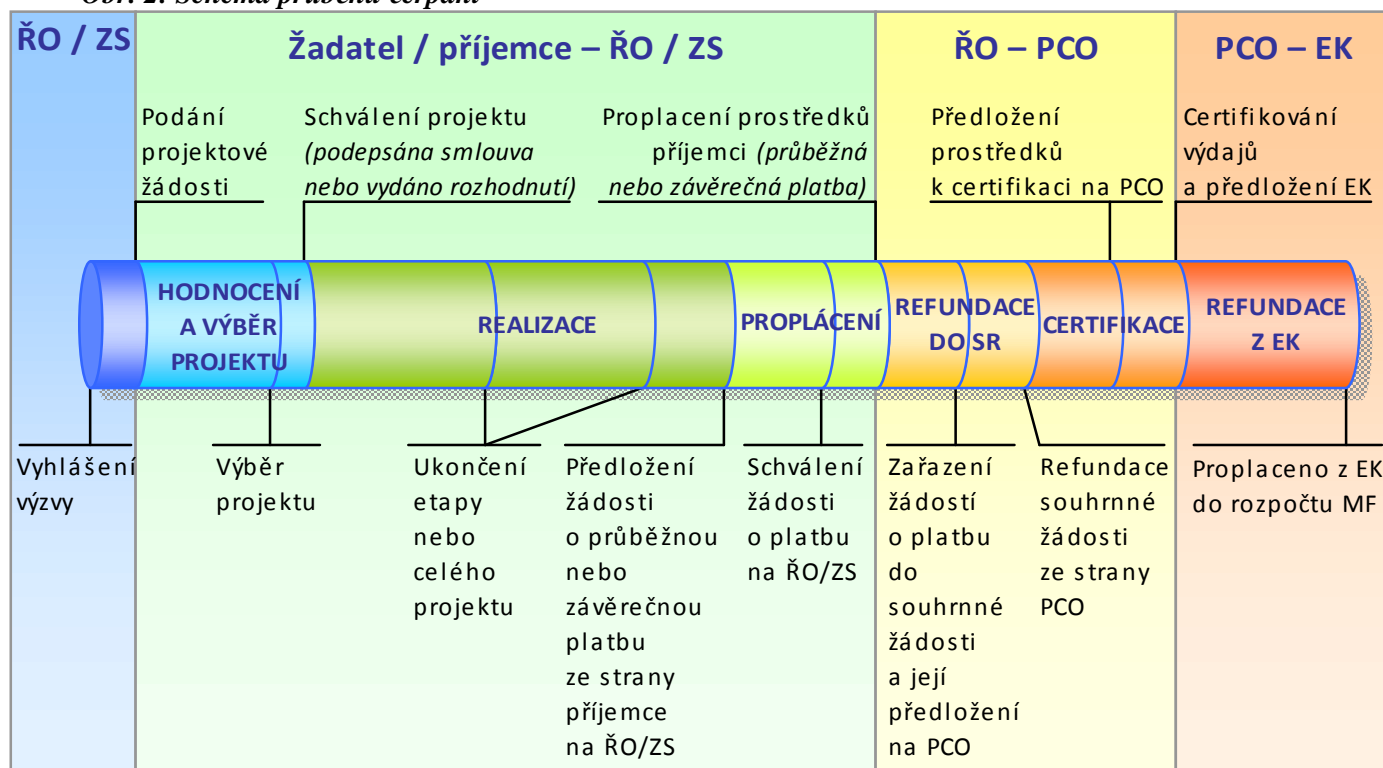 Obr. 2: Schéma průběhu čerpání
ŘO / ZS
Žadatel / příjemce – ŘO / ZS
ŘO – PCO
PCO – EK
Podání
projektové
žádosti
Schválení projektu
(podepsána smlouva
nebo vydáno rozhodnutí)
Proplacení prostředků
příjemci (průběžná
nebo závěrečná platba)
Předložení
prostředků
k certifikaci na PCO
Certifikování
výdajů
a předložení EK
HODNOCENÍ
A VÝBĚR
PROJEKTU
REALIZACE
PROPLÁCENÍ
REFUNDACE
DO SR
CERTIFIKACE
REFUNDACE
Z EK
Vyhlášení
výzvy
Výběr
projektu
Ukončení
etapy
nebo
celého
projektu
Předložení
žádosti
o průběžnou
nebo
závěrečnou
platbu
ze strany
příjemce
na ŘO/ZS
Schválení
žádosti
o platbu
na ŘO/ZS
Zařazení
žádostí
o platbu
do
souhrnné
žádosti
a její
předložení
na PCO
Refundace
souhrnné
žádosti
ze strany
PCO
Proplaceno z EK
do rozpočtu MF